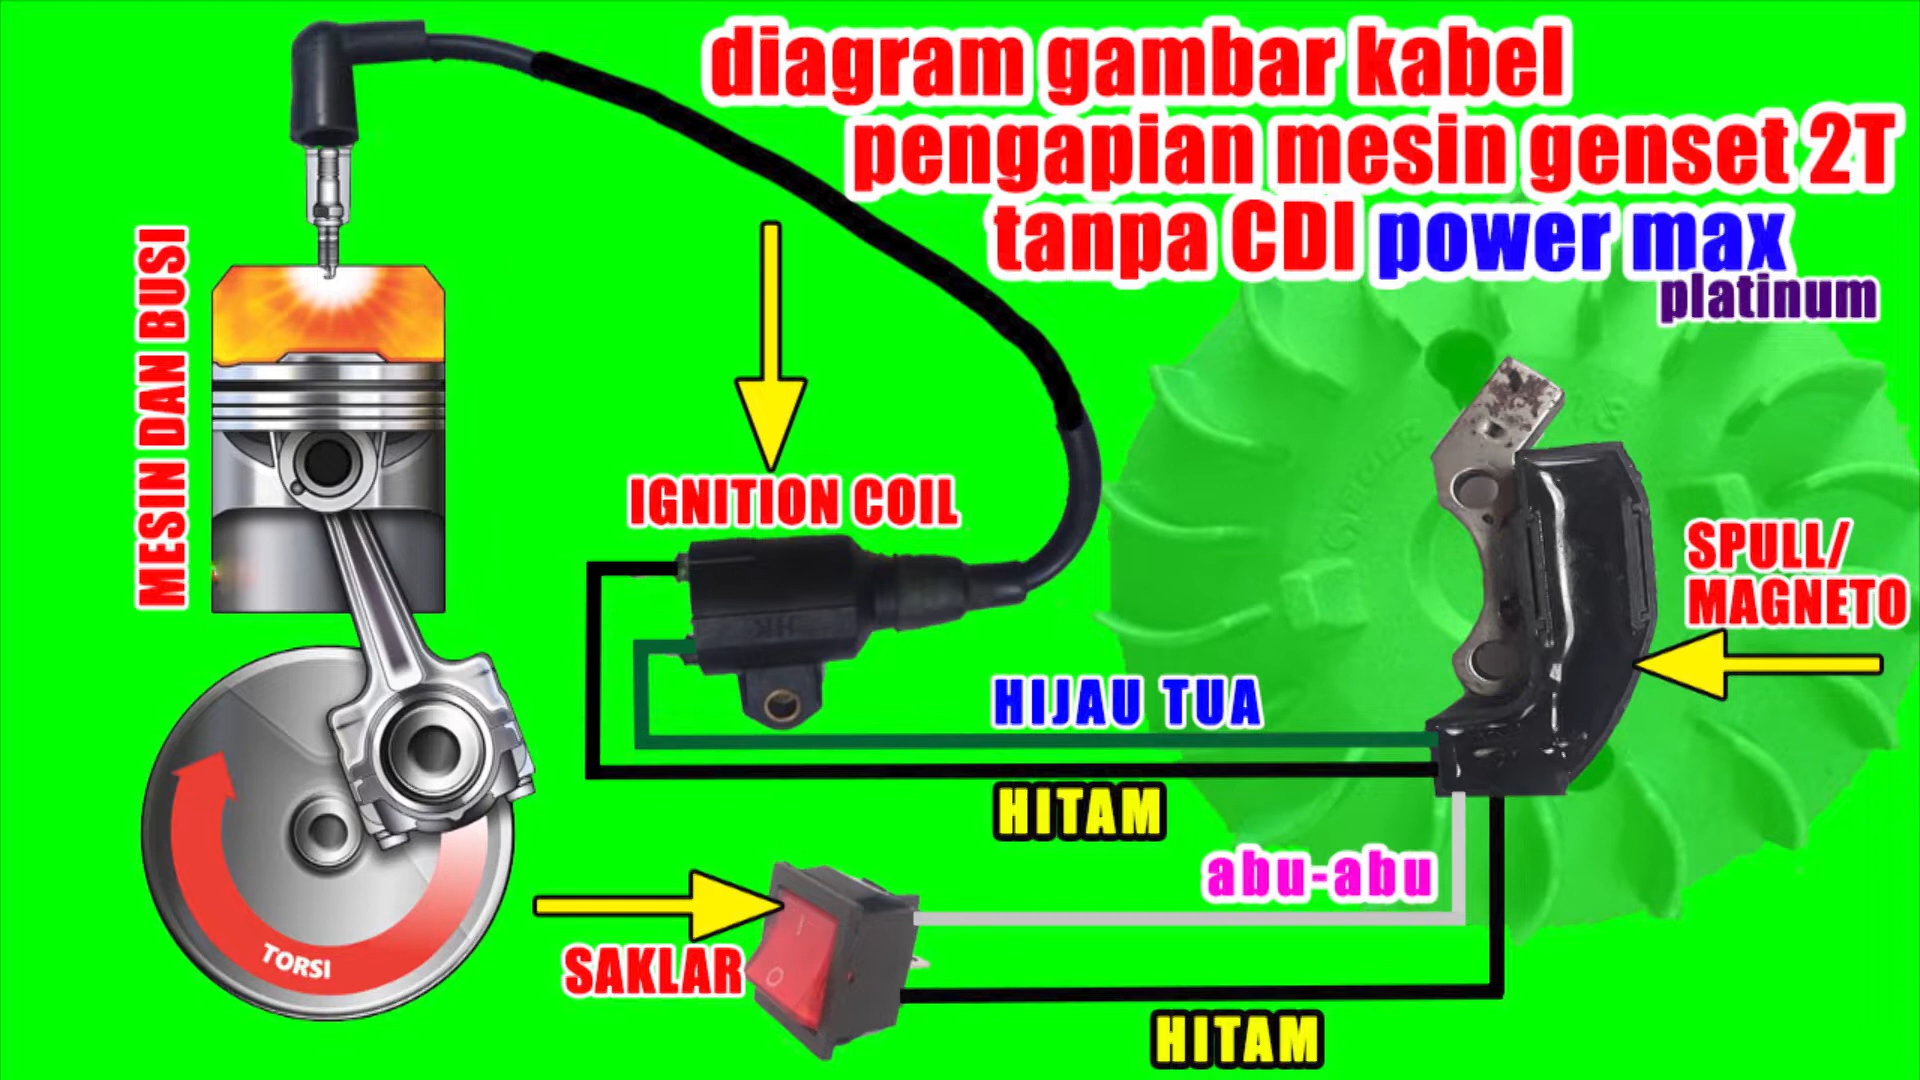 diagram gambar kabel
pengapian mesin genset 2T
tanpa CDI power max
platinum
MESIN DAN BUSI
IGNITION COIL
SPULL/
MAGNETO
HIJAU TUA
HITAM
abu-abu
SAKLAR
TORSI
HITAM